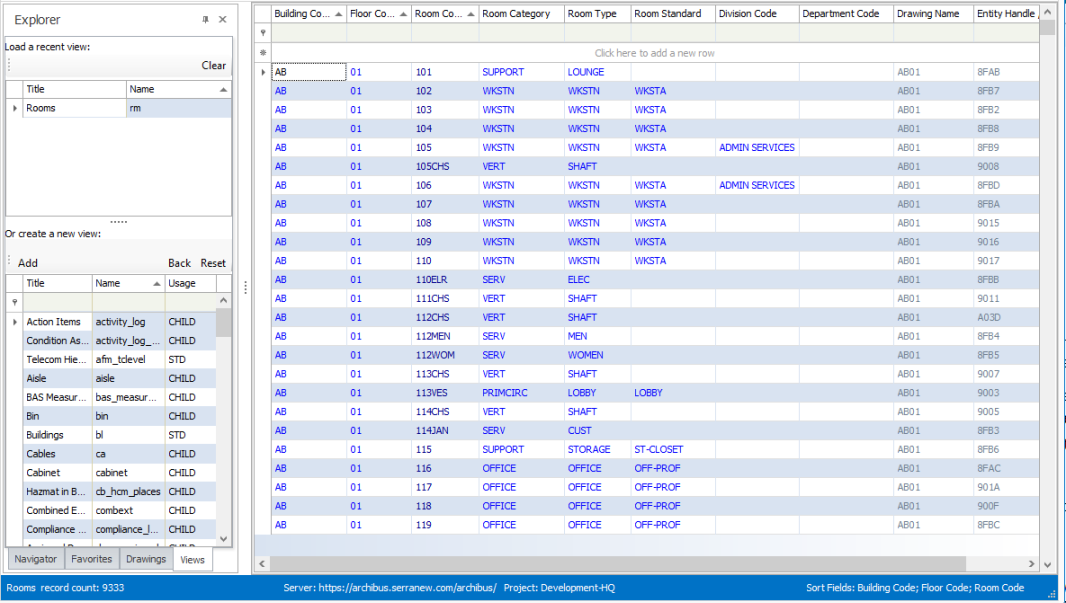 Explorer
Load a recent view:
Clear
Title Name
Rooms rm
Or create a new view:
Add Back Reset
Title Name Usage
Action Items activity_log CHILD
Condition As... activity_log_... CHILD
Telecom Hie... afm_tclevel STD
Aisle aisle CHILD
BAS Measur... bas_measur... CHILD
Bin bin CHILD
Buildings bl STD
Cables ca CHILD
Cabinet cabinet CHILD
Hazmat in B... cb_hcm_places CHILD
Combined E... combext CHILD
Compliance ... compliance_l... CHILD
Navigator Favorites Drawings Views
Building Co... Floor Co... Room Co... Room Category Room Type Room Standard Division Code Department Code Drawing Name Entity Handle
Click here to add a new row
AB 01 101 SUPPORT LOUNGE AB01 8FAB
AB 01 102 WKSTN WKSTN WKSTA AB01 8FB7
AB 01 103 WKSTN WKSTN WKSTA AB01 8FB2
AB 01 104 WKSTN WKSTN WKSTA AB01 8FB8
AB 01 105 WKSTN WKSTN WKSTA ADMIN SERVICES AB01 8FB9
AB 01 105CHS VERT SHAFT AB01 9008
AB 01 106 WKSTN WKSTN WKSTA ADMIN SERVICES AB01 8FBD
AB 01 107 WKSTN WKSTN WKSTA AB01 8FBA
AB 01 108 WKSTN WKSTN WKSTA AB01 9015
AB 01 109 WKSTN WKSTN WKSTA AB01 9016
AB 01 110 WKSTN WKSTN WKSTA AB01 9017
AB 01 110ELR SERV ELEC AB01 8FBB
AB 01 111CHS VERT SHAFT AB01 9011
AB 01 112CHS VERT SHAFT AB01 A03D
AB 01 112MEN SERV MEN AB01 8FB4
AB 01 112WOM SERV WOMEN AB01 8FB5
AB 01 113CHS VERT SHAFT AB01 9007
AB 01 113VES PRIMCIRC LOBBY LOBBY AB01 9003
AB 01 114CHS VERT SHAFT AB01 9005
AB 01 114JAN SERV CUST AB01 8FB3
AB 01 115 SUPPORT STORAGE ST-CLOSET AB01 8FB6
AB 01 116 OFFICE OFFICE OFF-PROF AB01 8FAC
AB 01 117 OFFICE OFFICE OFF-PROF AB01 901A
AB 01 118 OFFICE OFFICE OFF-PROF AB01 900F
AB 01 119 OFFICE OFFICE OFF-PROF AB01 8FBC
Rooms record count: 9333 Server: https://archibus.serranew.com/archibus/ Project: Development-HQ Sort Fields: Building Code; Floor Code; Room Code